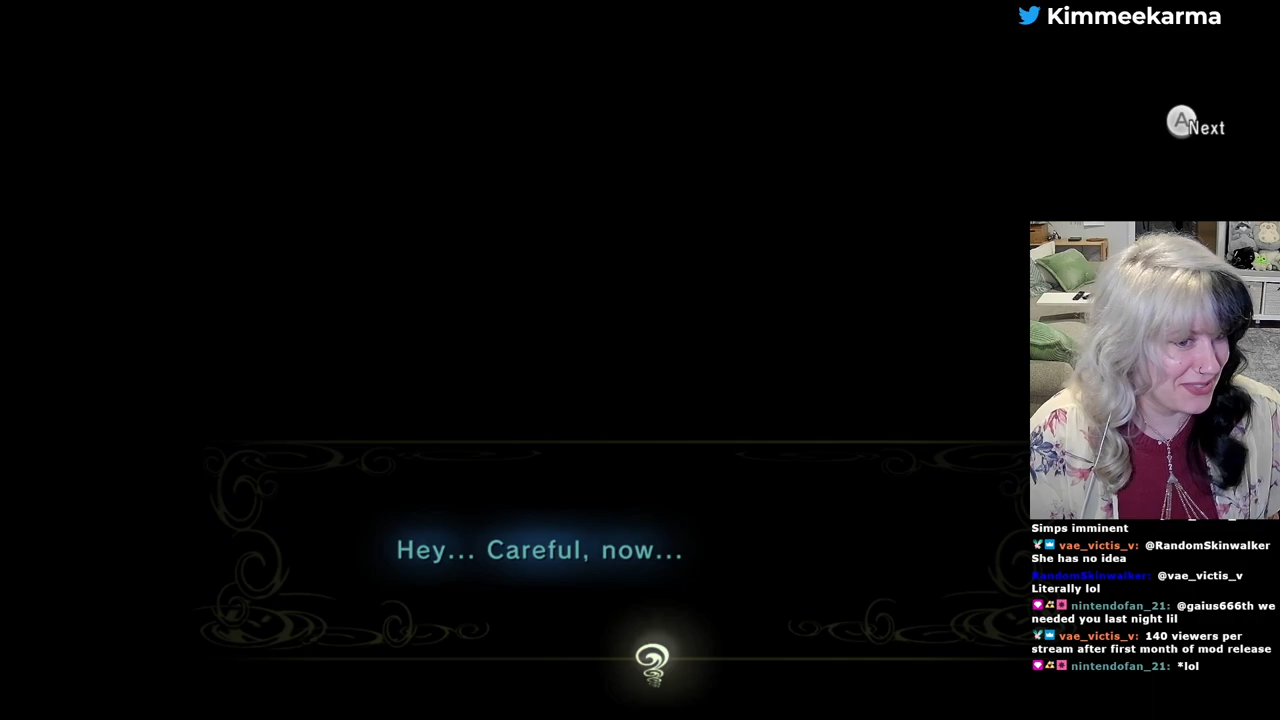 Kimmeekarma
A Next
Hey... Careful, now...
Simps imminent
vae_victis_v: @RandomSkinwalker
She has no idea
RandomSkinwalker: @vae_victis_v
Literally lol
nintendofan_21: @gaius666th we
needed you last night lil
vae_victis_v: 140 viewers per
stream after first month of mod release
nintendofan_21: *lol